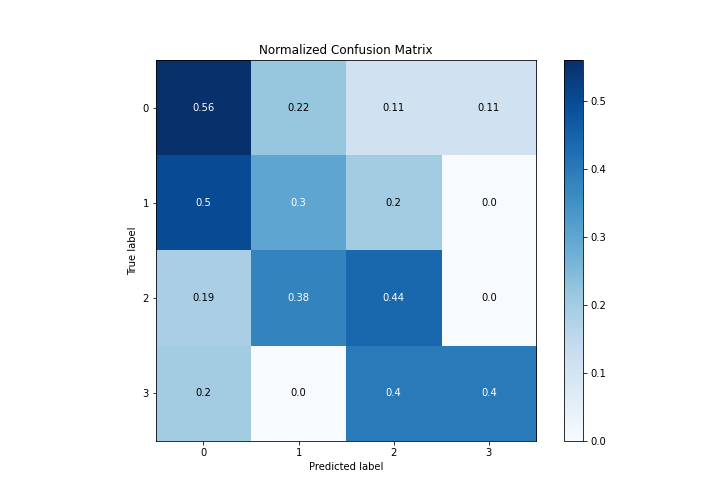 Normalized Confusion Matrix
True label
0 0.56 0.22 0.11 0.11
1 0.5 0.3 0.2 0.0
2 0.19 0.38 0.44 0.0
3 0.2 0.0 0.4 0.4
0 1 2 3
Predicted label
0.5
0.4
0.3
0.2
0.1
0.0